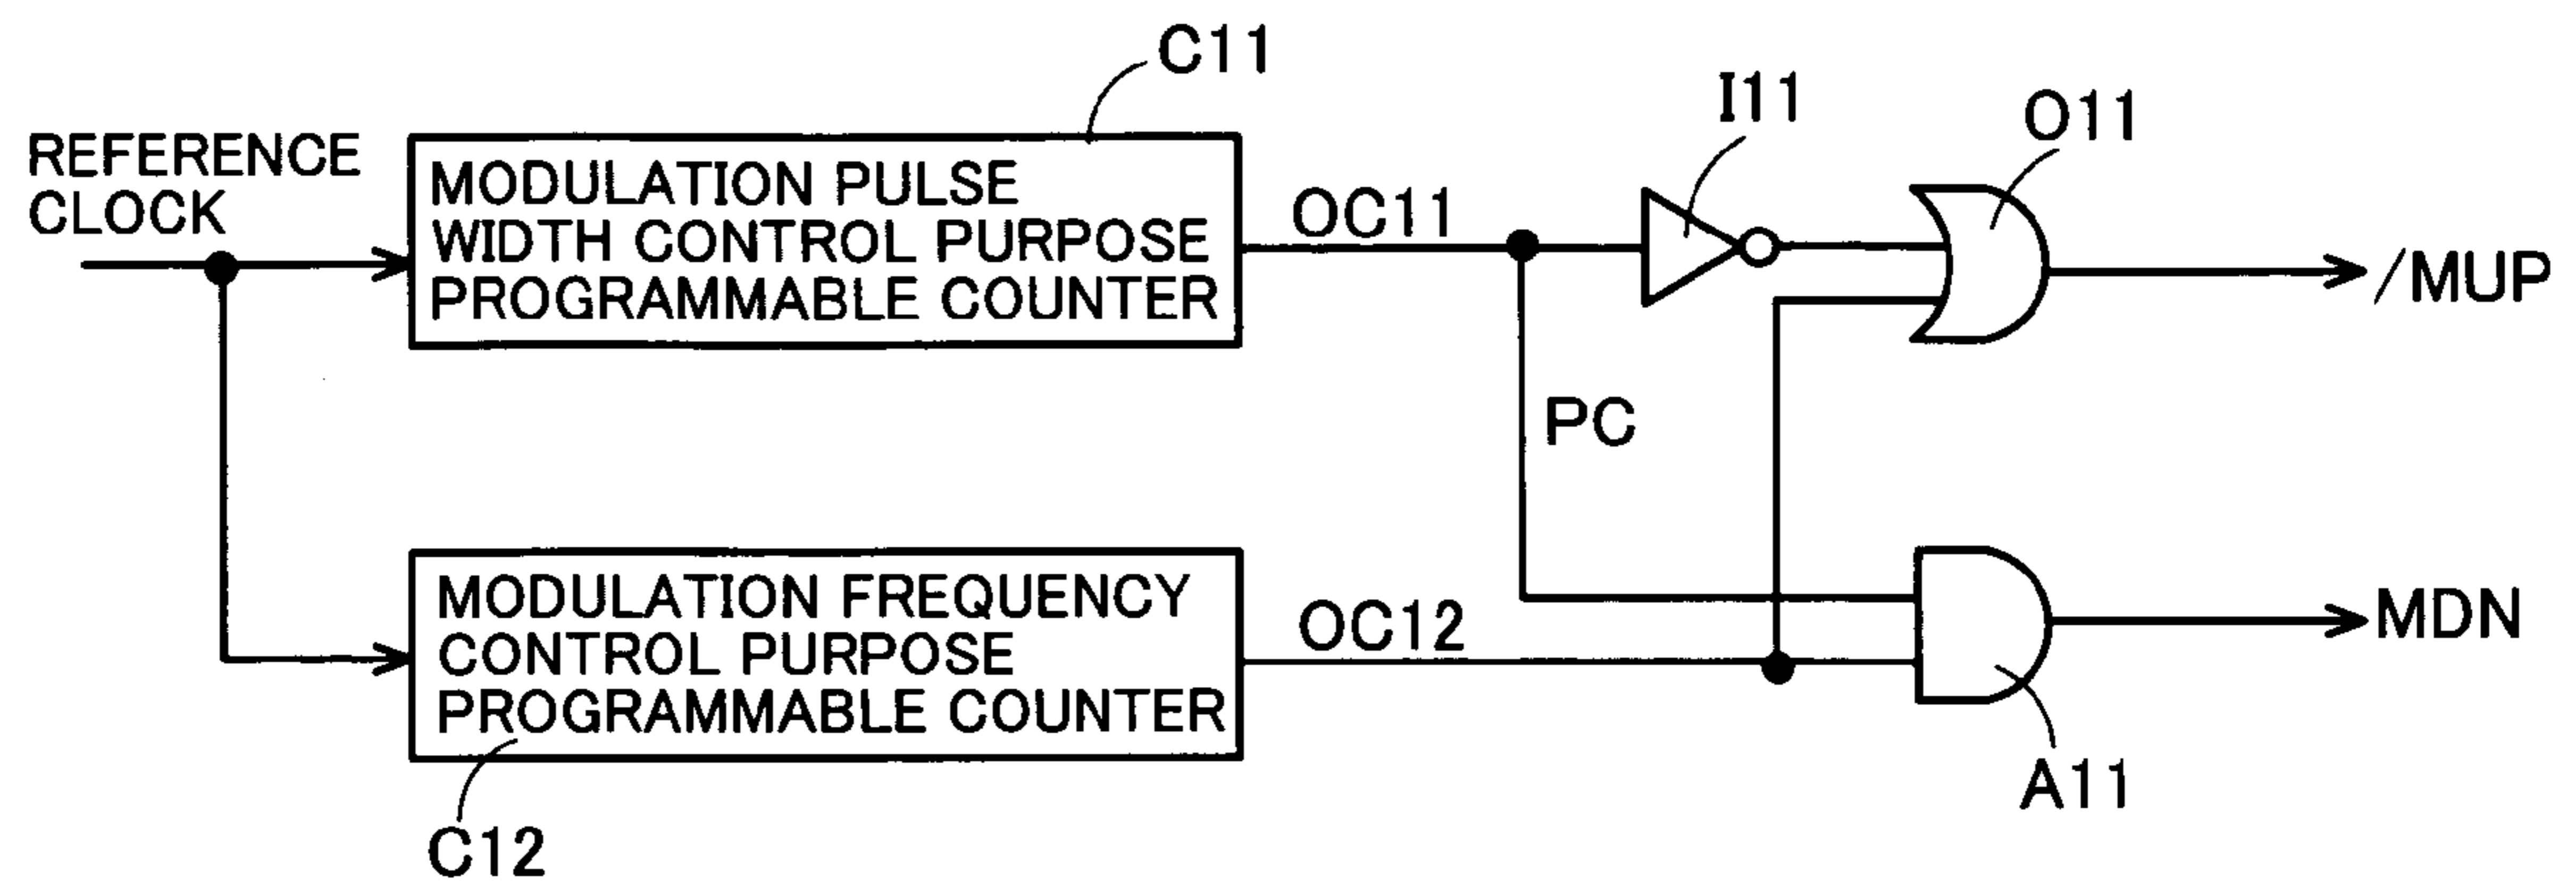 C11
I11
O11
REFERENCE
CLOCK
MODULATION PULSE
WIDTH CONTROL PURPOSE
PROGRAMMABLE COUNTER
OC11
/MUP
PC
MODULATION FREQUENCY
CONTROL PURPOSE
PROGRAMMABLE COUNTER
OC12
MDN
A11
C12